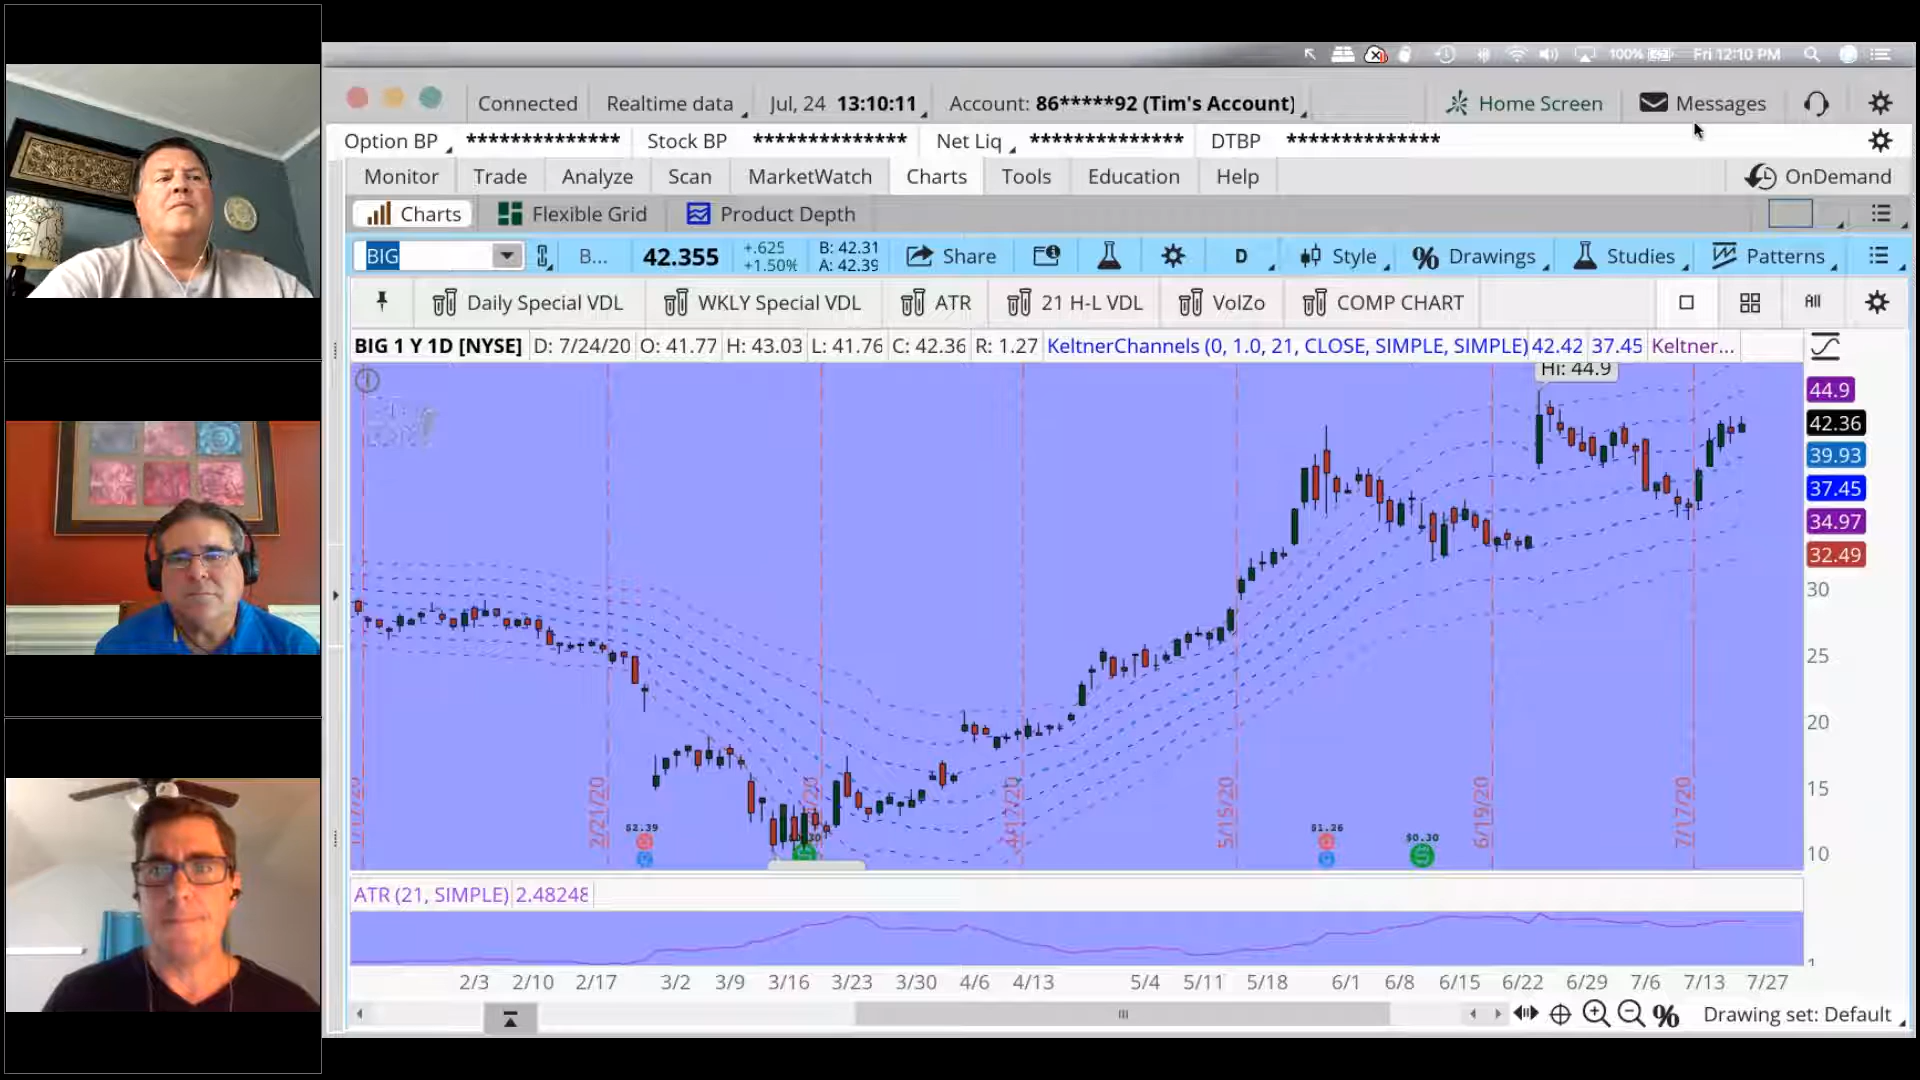 100% Fri 12:10 PM
Connected Realtime data Jul, 24 13:10:11 Account: 86*****92 (Tim's Account) Home Screen Messages
Option BP ************** Stock BP ************** Net Liq ************** DTBP **************
Monitor Trade Analyze Scan MarketWatch Charts Tools Education Help OnDemand
Charts Flexible Grid Product Depth
BIG B... 42.355 +.625 +1.50% B: 42.31 A: 42.39 Share D Style % Drawings Studies Patterns
Daily Special VDL WKLY Special VDL ATR 21 H-L VDL VolZo COMP CHART All
BIG 1 Y 1D [NYSE] D: 7/24/20 O: 41.77 H: 43.03 L: 41.76 C: 42.36 R: 1.27 KeltnerChannels (0, 1.0, 21, CLOSE, SIMPLE, SIMPLE) 42.42 37.45 Keltner...
Hi: 44.9
44.9
42.36
39.93
37.45
34.97
32.49
30
25
20
15
10
2/21/20 5/15/20 6/19/20 7/17/20
$2.39 $1.26 $0.30
ATR (21, SIMPLE) 2.48248
2/3 2/10 2/17 3/2 3/9 3/16 3/23 3/30 4/6 4/13 5/4 5/11 5/18 6/1 6/8 6/15 6/22 6/29 7/6 7/13 7/27
% Drawing set: Default